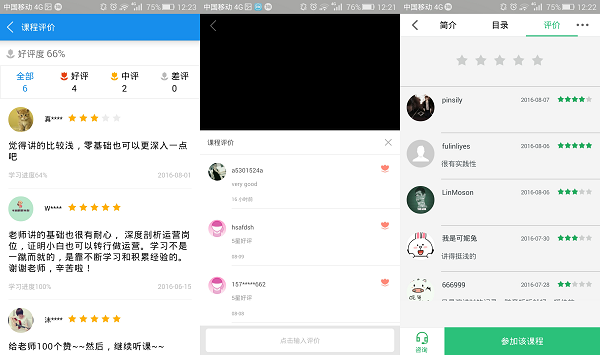 中国移动 4G
76%
12:23
课程评价
好评度 66%
全部
6
好评
4
中评
2
差评
0
真****
觉得讲的比较浅，零基础也可以更深入一点
吧
学习进度64%
2016-08-01
W****
老师讲的基础也很有耐心， 深度剖析运营岗
位，证明小白也可以转行做运营。学习不是
一蹴而就的，是靠不断学习和积累经验的。
谢谢老师，辛苦啦！
学习进度100%
2016-06-15
沐****
给老师100个赞~~然后，继续听课~~
中国移动 4G
76%
12:21
课程评价
a5301524a
very good
10小时前
hsafdsh
5星好评
08:09
157*****662
5星好评
08:08
点击输入评价
中国移动 4G
75%
12:22
简介
目录
评价
pinsily
2016-08-07
fulinliyes
2016-08-06
很有实践性
LinMoson
2016-08-06
我是可妮兔
2016-07-30
讲得挺浅的
666999
2016-07-28
咨询
参加该课程